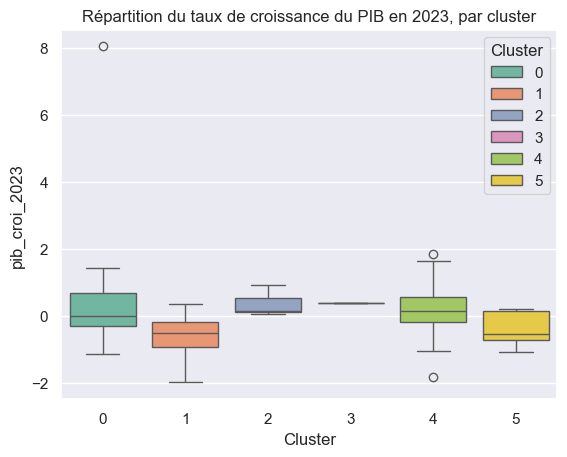 Répartition du taux de croissance du PIB en 2023, par cluster
8
6
4
2
0
−2
pib_croi_2023
Cluster
0
1
2
3
4
5
0 1 2 3 4 5
Cluster